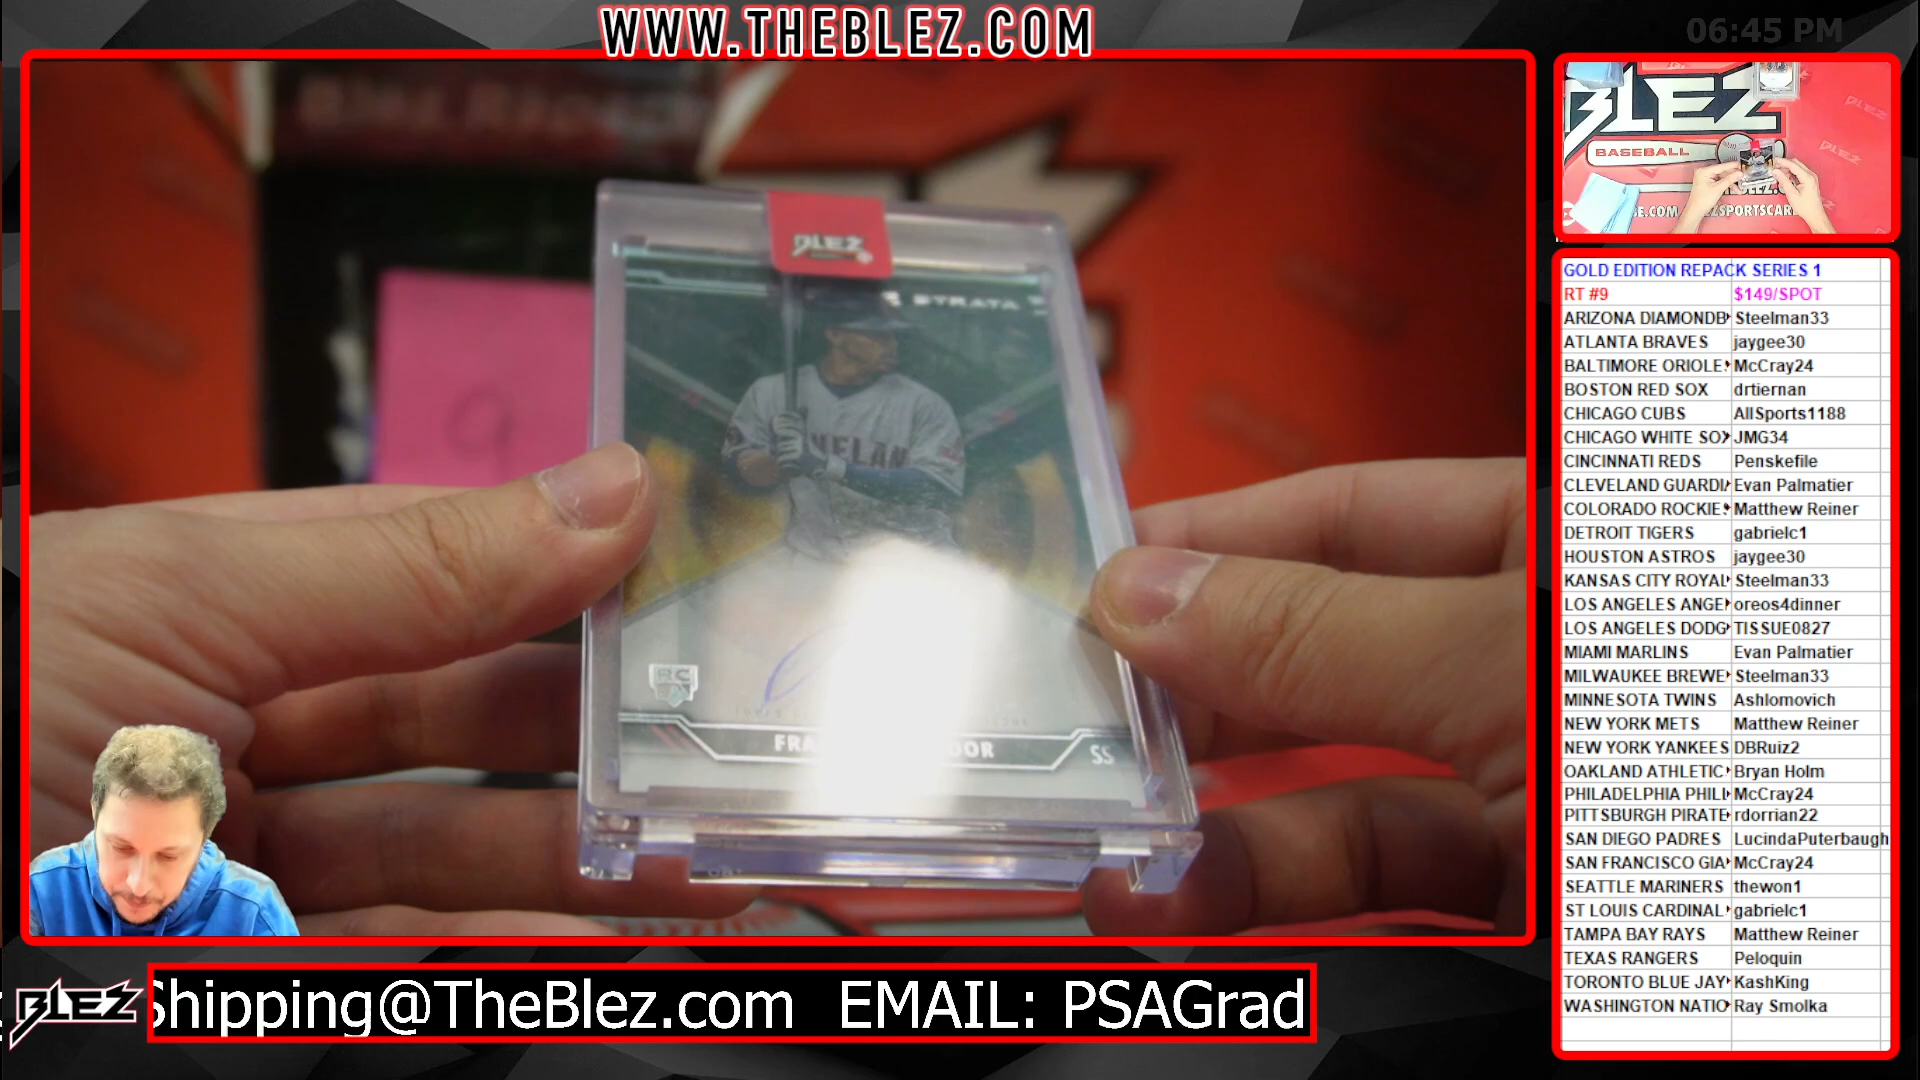 WWW.THEBLEZ.COM
06:45 PM
BLEZ
STRATA
9
RC
SS
BLEZ
BASEBALL
GOLD EDITION REPACK SERIES 1
RT #9 $149/SPOT
ARIZONA DIAMONDB Steelman33
ATLANTA BRAVES jaygee30
BALTIMORE ORIOLE McCray24
BOSTON RED SOX drtiernan
CHICAGO CUBS AllSports1188
CHICAGO WHITE SOX JMG34
CINCINNATI REDS Penskefile
CLEVELAND GUARDI Evan Palmatier
COLORADO ROCKIE Matthew Reiner
DETROIT TIGERS gabrielc1
HOUSTON ASTROS jaygee30
KANSAS CITY ROYAL Steelman33
LOS ANGELES ANGE oreos4dinner
LOS ANGELES DODG TISSUE0827
MIAMI MARLINS Evan Palmatier
MILWAUKEE BREWE Steelman33
MINNESOTA TWINS Ashlomovich
NEW YORK METS Matthew Reiner
NEW YORK YANKEES DBRuiz2
OAKLAND ATHLETIC Bryan Holm
PHILADELPHIA PHILI McCray24
PITTSBURGH PIRATE rdorrian22
SAN DIEGO PADRES LucindaPuterbaugh
SAN FRANCISCO GIA McCray24
SEATTLE MARINERS thewon1
ST LOUIS CARDINAL gabrielc1
TAMPA BAY RAYS Matthew Reiner
TEXAS RANGERS Peloquin
TORONTO BLUE JAY KashKing
WASHINGTON NATIO Ray Smolka
BLEZ
Shipping@TheBlez.com EMAIL: PSAGrad